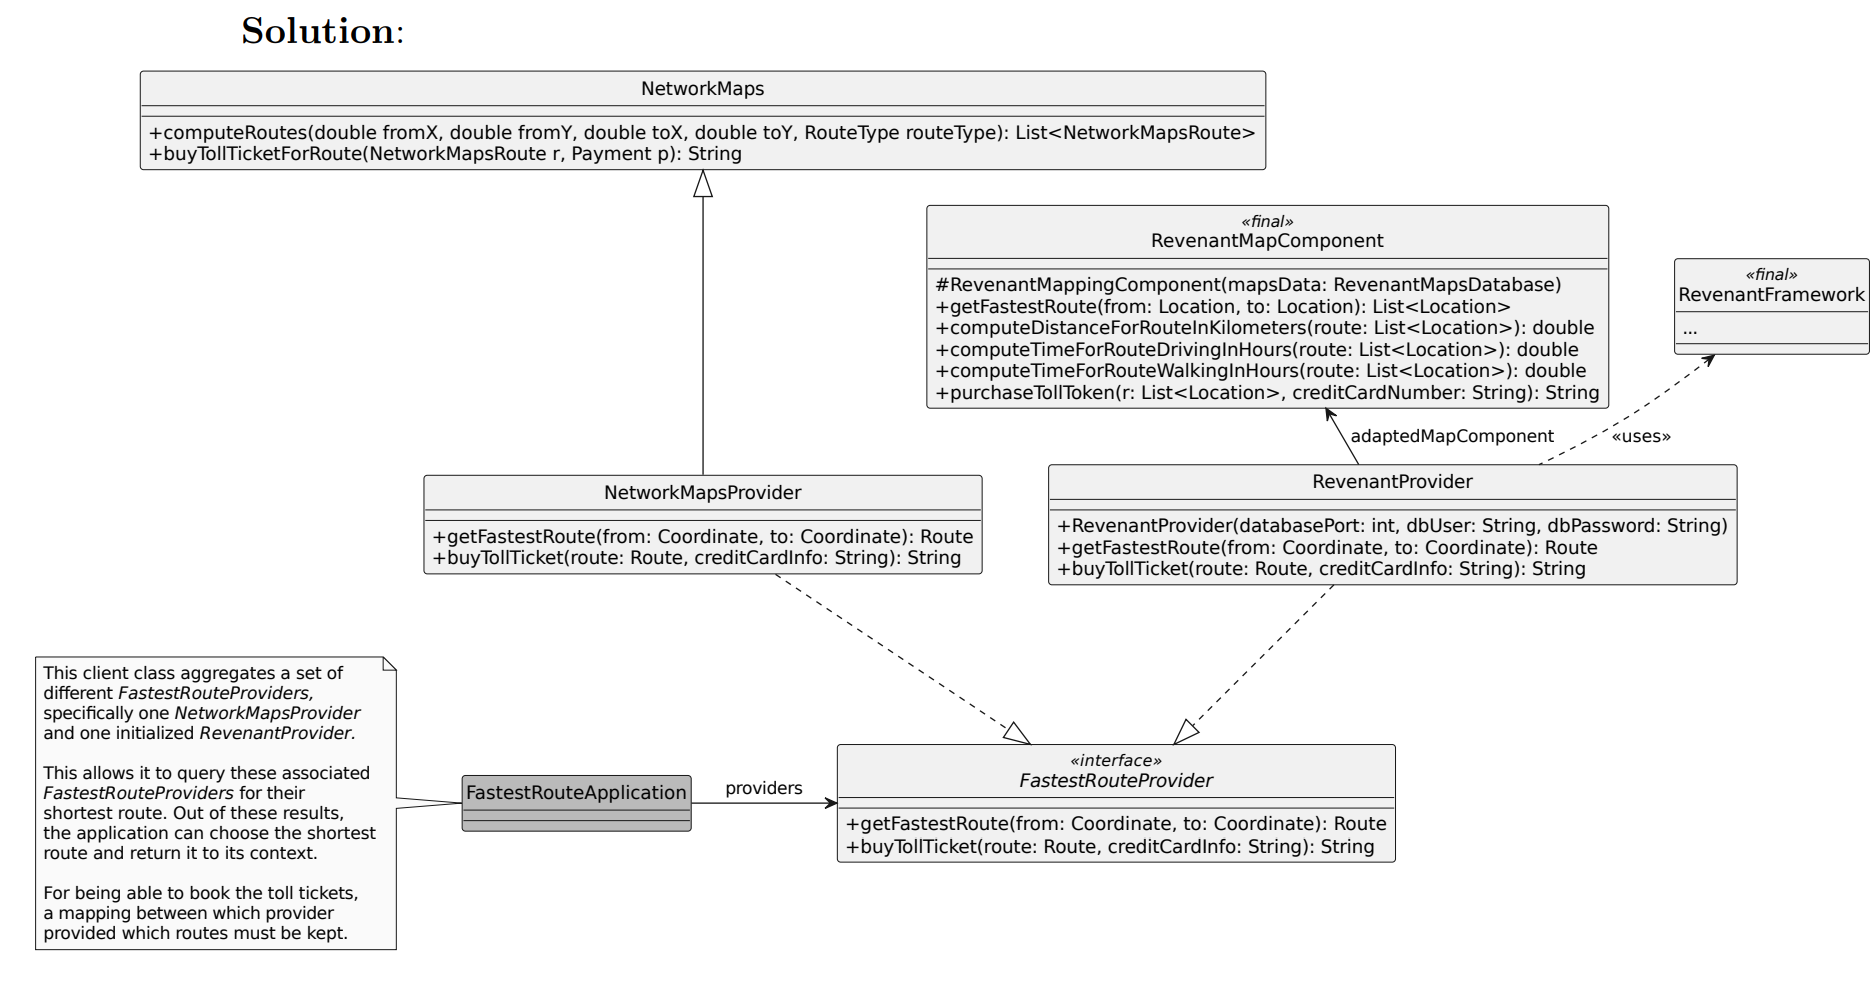 Solution:
NetworkMaps
+computeRoutes(double fromX, double fromY, double toX, double toY, RouteType routeType): List<NetworkMapsRoute>
+buyTollTicketForRoute(NetworkMapsRoute r, Payment p): String
«final»
RevenantMapComponent
#RevenantMappingComponent(mapsData: RevenantMapsDatabase)
+getFastestRoute(from: Location, to: Location): List<Location>
+computeDistanceForRouteInKilometers(route: List<Location>): double
+computeTimeForRouteDrivingInHours(route: List<Location>): double
+computeTimeForRouteWalkingInHours(route: List<Location>): double
+purchaseTollToken(r: List<Location>, creditCardNumber: String): String
«final»
RevenantFramework
...
adaptedMapComponent
«uses»
NetworkMapsProvider
+getFastestRoute(from: Coordinate, to: Coordinate): Route
+buyTollTicket(route: Route, creditCardInfo: String): String
RevenantProvider
+RevenantProvider(databasePort: int, dbUser: String, dbPassword: String)
+getFastestRoute(from: Coordinate, to: Coordinate): Route
+buyTollTicket(route: Route, creditCardInfo: String): String
This client class aggregates a set of
different FastestRouteProviders,
specifically one NetworkMapsProvider
and one initialized RevenantProvider.
This allows it to query these associated
FastestRouteProviders for their
shortest route. Out of these results,
the application can choose the shortest
route and return it to its context.
For being able to book the toll tickets,
a mapping between which provider
provided which routes must be kept.
FastestRouteApplication
providers
«interface»
FastestRouteProvider
+getFastestRoute(from: Coordinate, to: Coordinate): Route
+buyTollTicket(route: Route, creditCardInfo: String): String